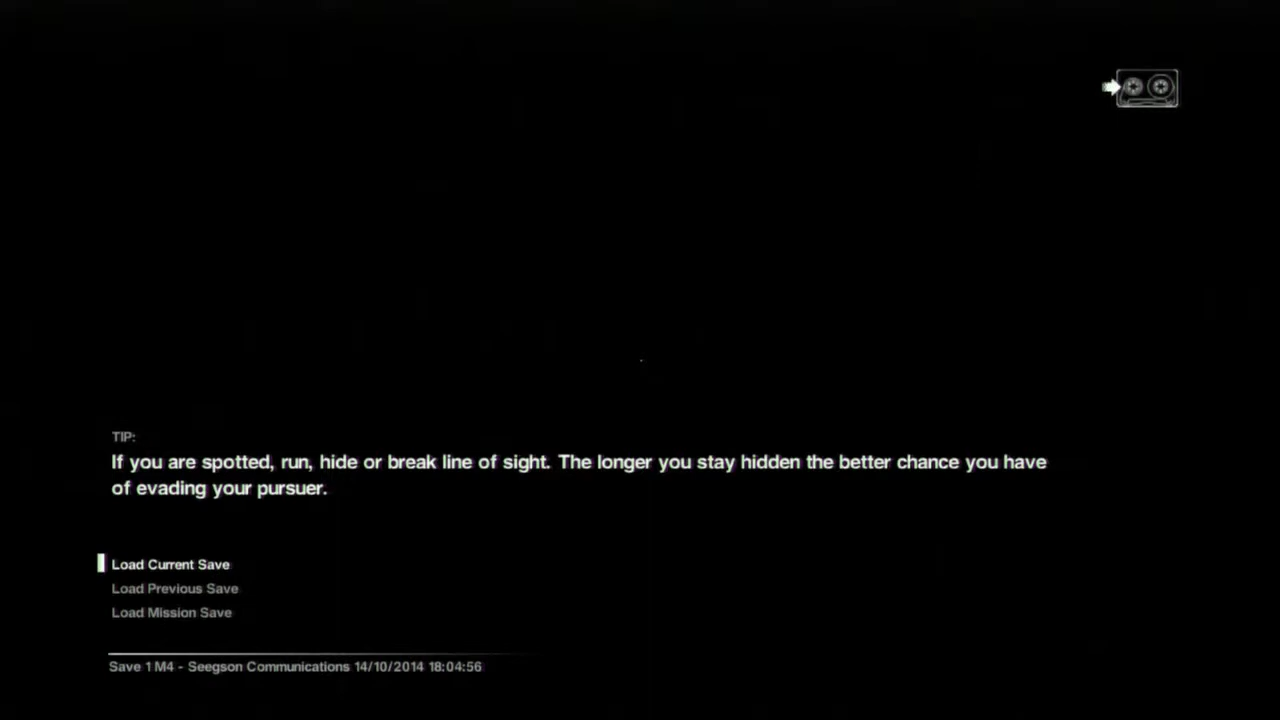 TIP:
If you are spotted, run, hide or break line of sight. The longer you stay hidden the better chance you have
of evading your pursuer.
Load Current Save
Load Previous Save
Load Mission Save
Save 1 M4 - Seegson Communications 14/10/2014 18:04:56